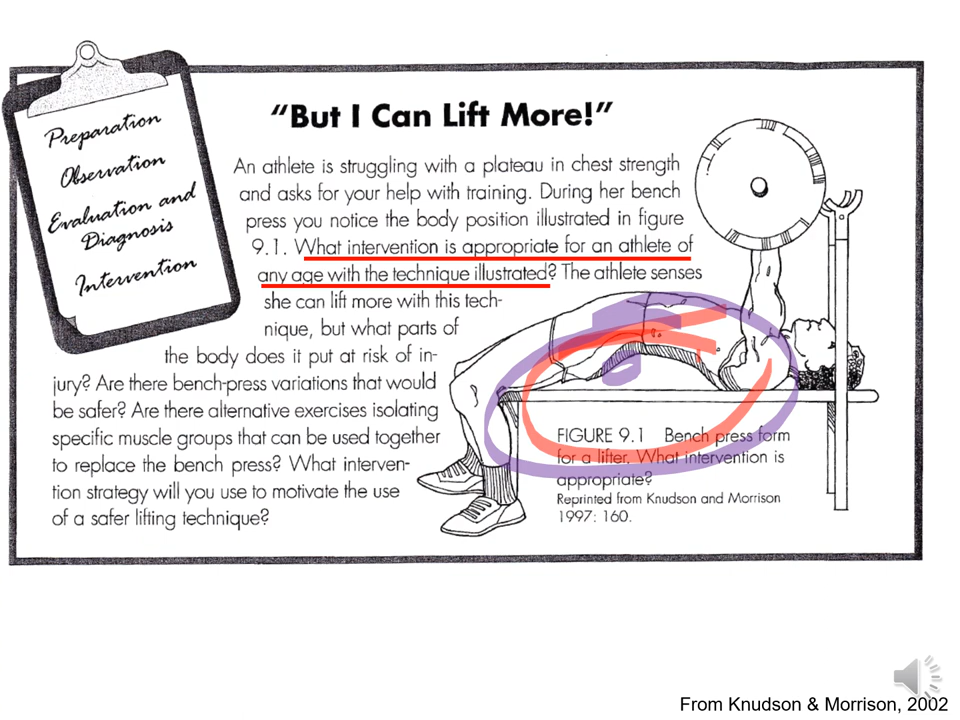 Preparation
Observation
Evaluation and
Diagnosis
Intervention
"But I Can Lift More!"
An athlete is struggling with a plateau in chest strength
and asks for your help with training. During her bench
press you notice the body position illustrated in figure
9.1. What intervention is appropriate for an athlete of
any age with the technique illustrated? The athlete senses
she can lift more with this tech-
nique, but what parts of
the body does it put at risk of in-
jury? Are there bench-press variations that would
be safer? Are there alternative exercises isolating
specific muscle groups that can be used together
to replace the bench press? What interven-
tion strategy will you use to motivate the use
of a safer lifting technique?
FIGURE 9.1 Bench press form
for a lifter. What intervention is
appropriate?
Reprinted from Knudson and Morrison
1997: 160.
From Knudson & Morrison, 2002